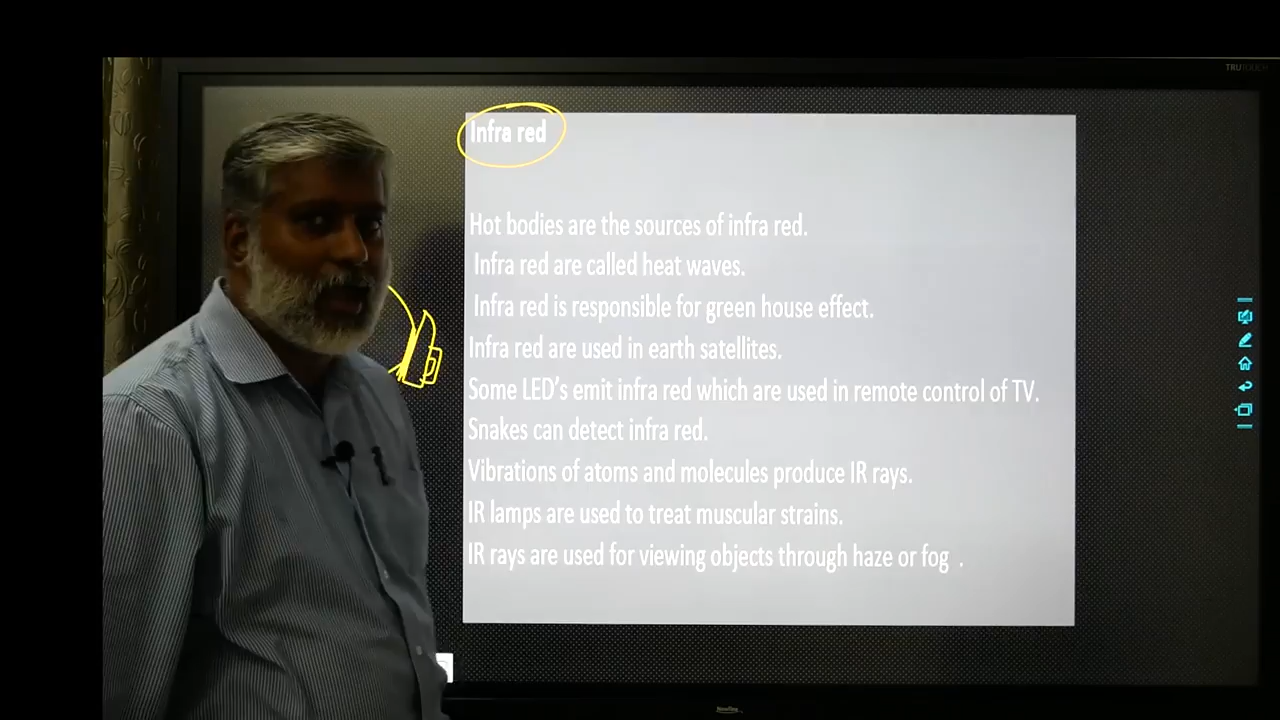 TRUTOUCH
Infra red
Hot bodies are the sources of infra red.
Infra red are called heat waves.
Infra red is responsible for green house effect.
Infra red are used in earth satellites.
Some LED's emit infra red which are used in remote control of TV.
Snakes can detect infra red.
Vibrations of atoms and molecules produce IR rays.
IR lamps are used to treat muscular strains.
IR rays are used for viewing objects through haze or fog .